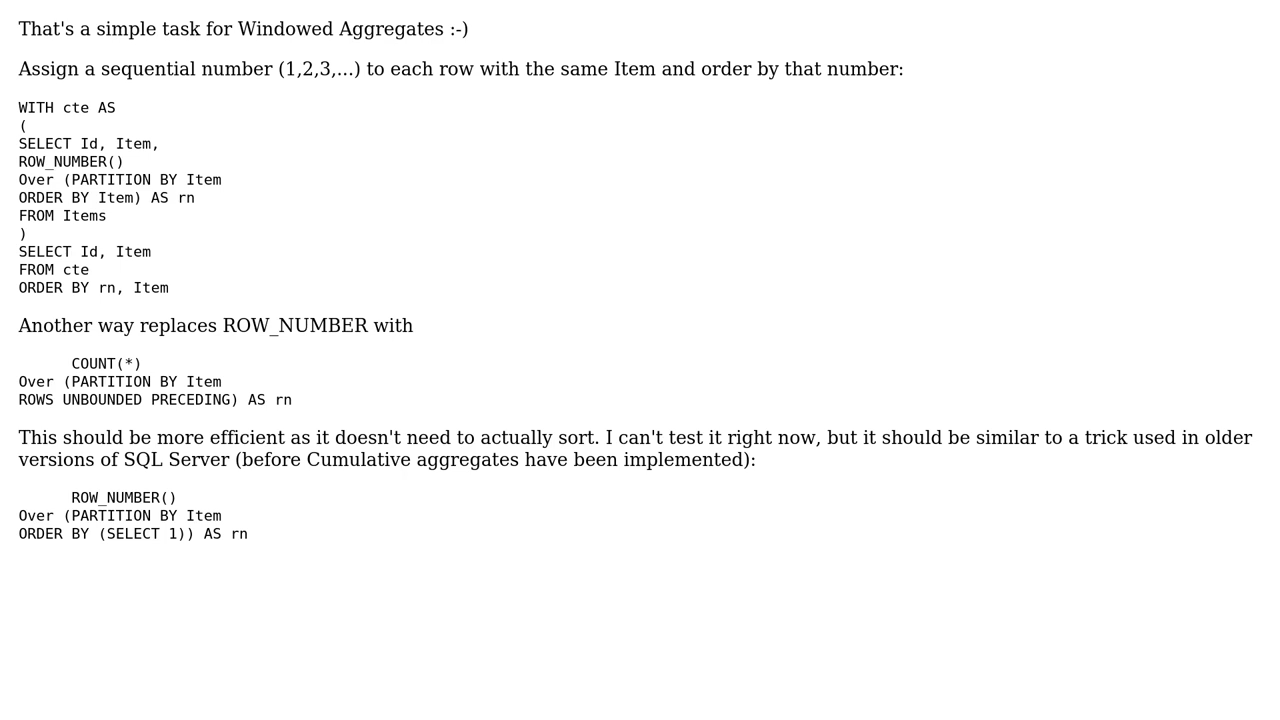 That's a simple task for Windowed Aggregates :-)
Assign a sequential number (1,2,3,...) to each row with the same Item and order by that number:
WITH cte AS
(
SELECT Id, Item,
ROW_NUMBER()
Over (PARTITION BY Item
ORDER BY Item) AS rn
FROM Items
)
SELECT Id, Item
FROM cte
ORDER BY rn, Item
Another way replaces ROW_NUMBER with
COUNT(*)
Over (PARTITION BY Item
ROWS UNBOUNDED PRECEDING) AS rn
This should be more efficient as it doesn't need to actually sort. I can't test it right now, but it should be similar to a trick used in older
versions of SQL Server (before Cumulative aggregates have been implemented):
ROW_NUMBER()
Over (PARTITION BY Item
ORDER BY (SELECT 1)) AS rn